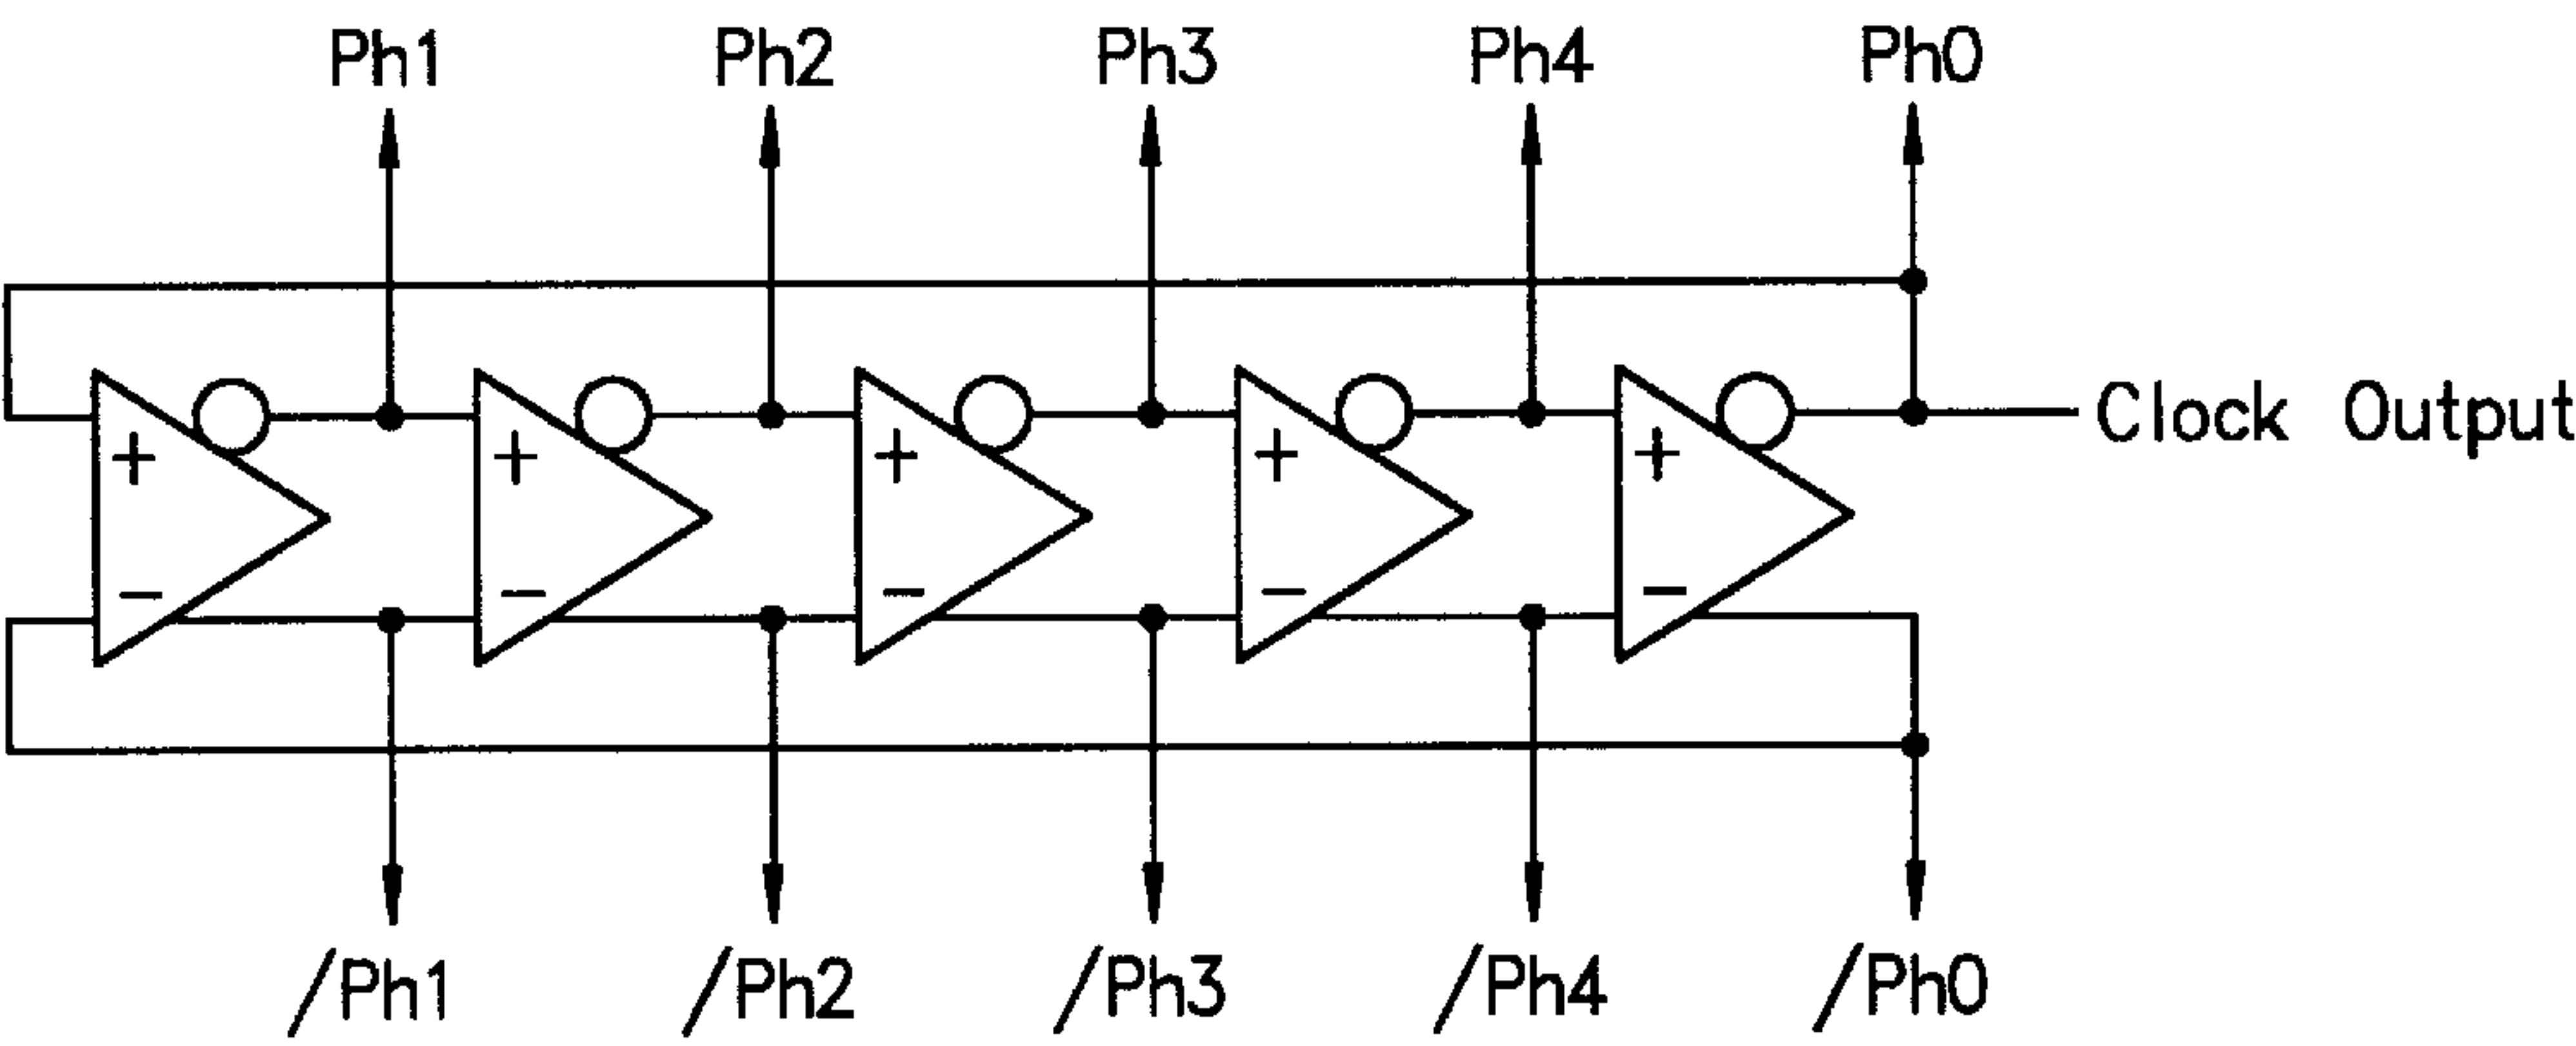 Ph1 Ph2 Ph3 Ph4 Ph0
Clock Output
+ + + + +
− − − − −
/Ph1 /Ph2 /Ph3 /Ph4 /Ph0